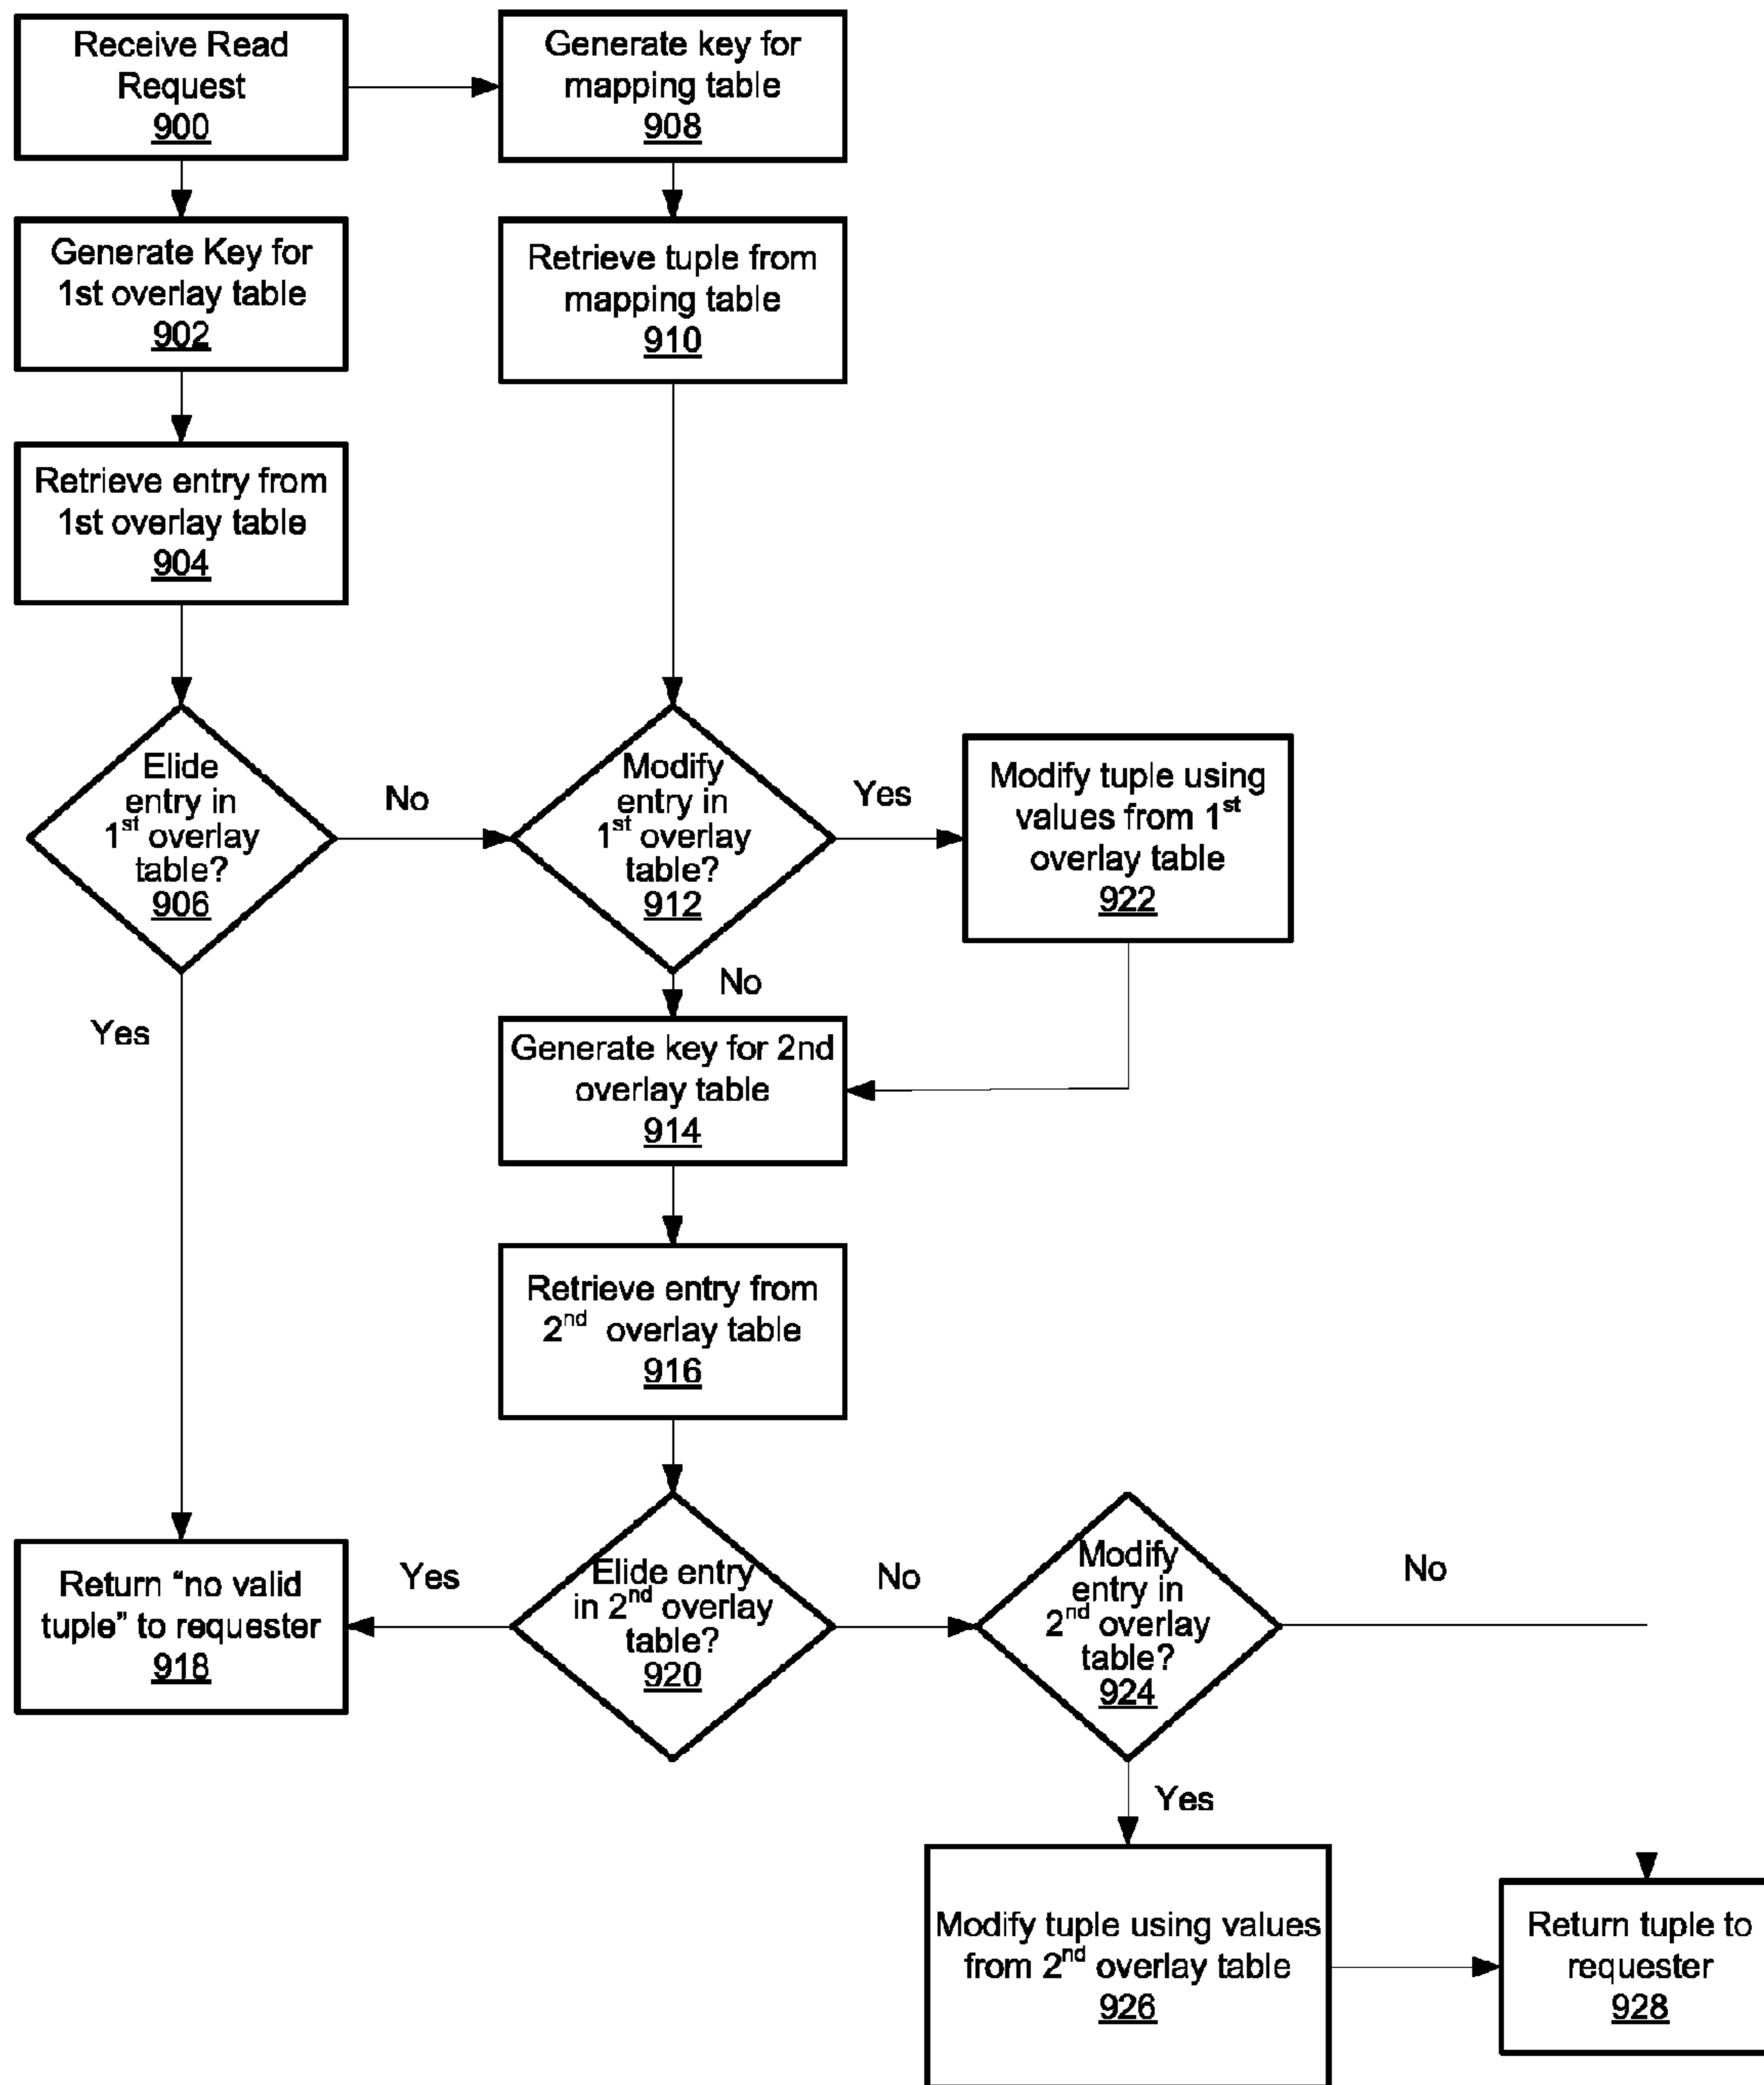 Receive Read
Request
900
Generate key for
mapping table
908
Generate Key for
1st overlay table
902
Retrieve tuple from
mapping table
910
Retrieve entry from
1st overlay table
904
Elide
entry in
1st overlay
table?
906
No
Modify
entry in
1st overlay
table?
912
Yes
Modify tuple using
values from 1st
overlay table
922
Yes
No
Generate key for 2nd
overlay table
914
Retrieve entry from
2nd overlay table
916
Return “no valid
tuple” to requester
918
Yes
Elide entry
in 2nd overlay
table?
920
No
Modify
entry in
2nd overlay
table?
924
No
Yes
Modify tuple using values
from 2nd overlay table
926
Return tuple to
requester
928